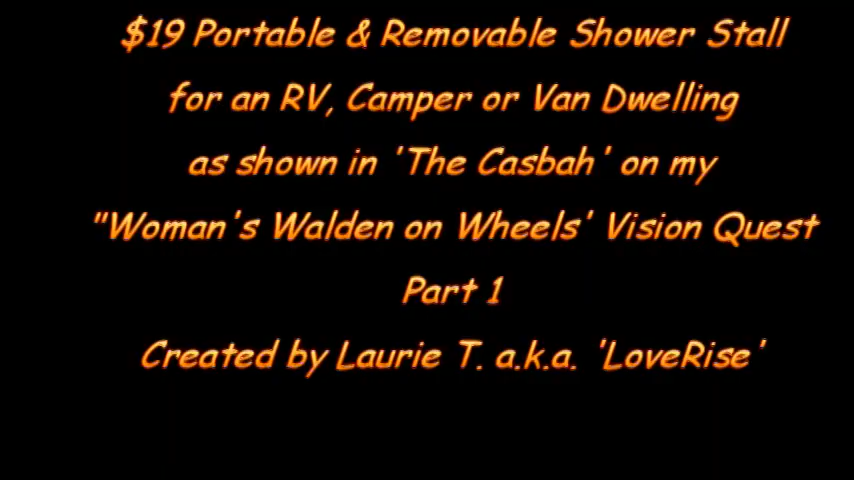 $19 Portable & Removable Shower Stall
for an RV, Camper or Van Dwelling
as shown in 'The Casbah' on my
"Woman's Walden on Wheels' Vision Quest
Part 1
Created by Laurie T. a.k.a. 'LoveRise'